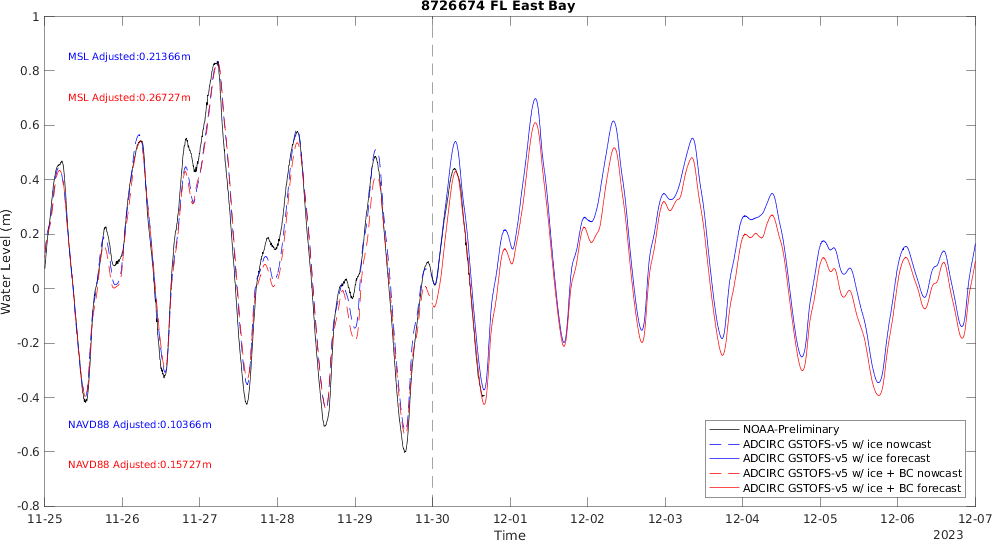 8726674 FL East Bay
MSL Adjusted:0.21366m
MSL Adjusted:0.26727m
NAVD88 Adjusted:0.10366m
NAVD88 Adjusted:0.15727m
Water Level (m)
1
0.8
0.6
0.4
0.2
0
-0.2
-0.4
-0.6
-0.8
NOAA-Preliminary
ADCIRC GSTOFS-v5 w/ ice nowcast
ADCIRC GSTOFS-v5 w/ ice forecast
ADCIRC GSTOFS-v5 w/ ice + BC nowcast
ADCIRC GSTOFS-v5 w/ ice + BC forecast
11-25 11-26 11-27 11-28 11-29 11-30 12-01 12-02 12-03 12-04 12-05 12-06 12-07
Time
2023